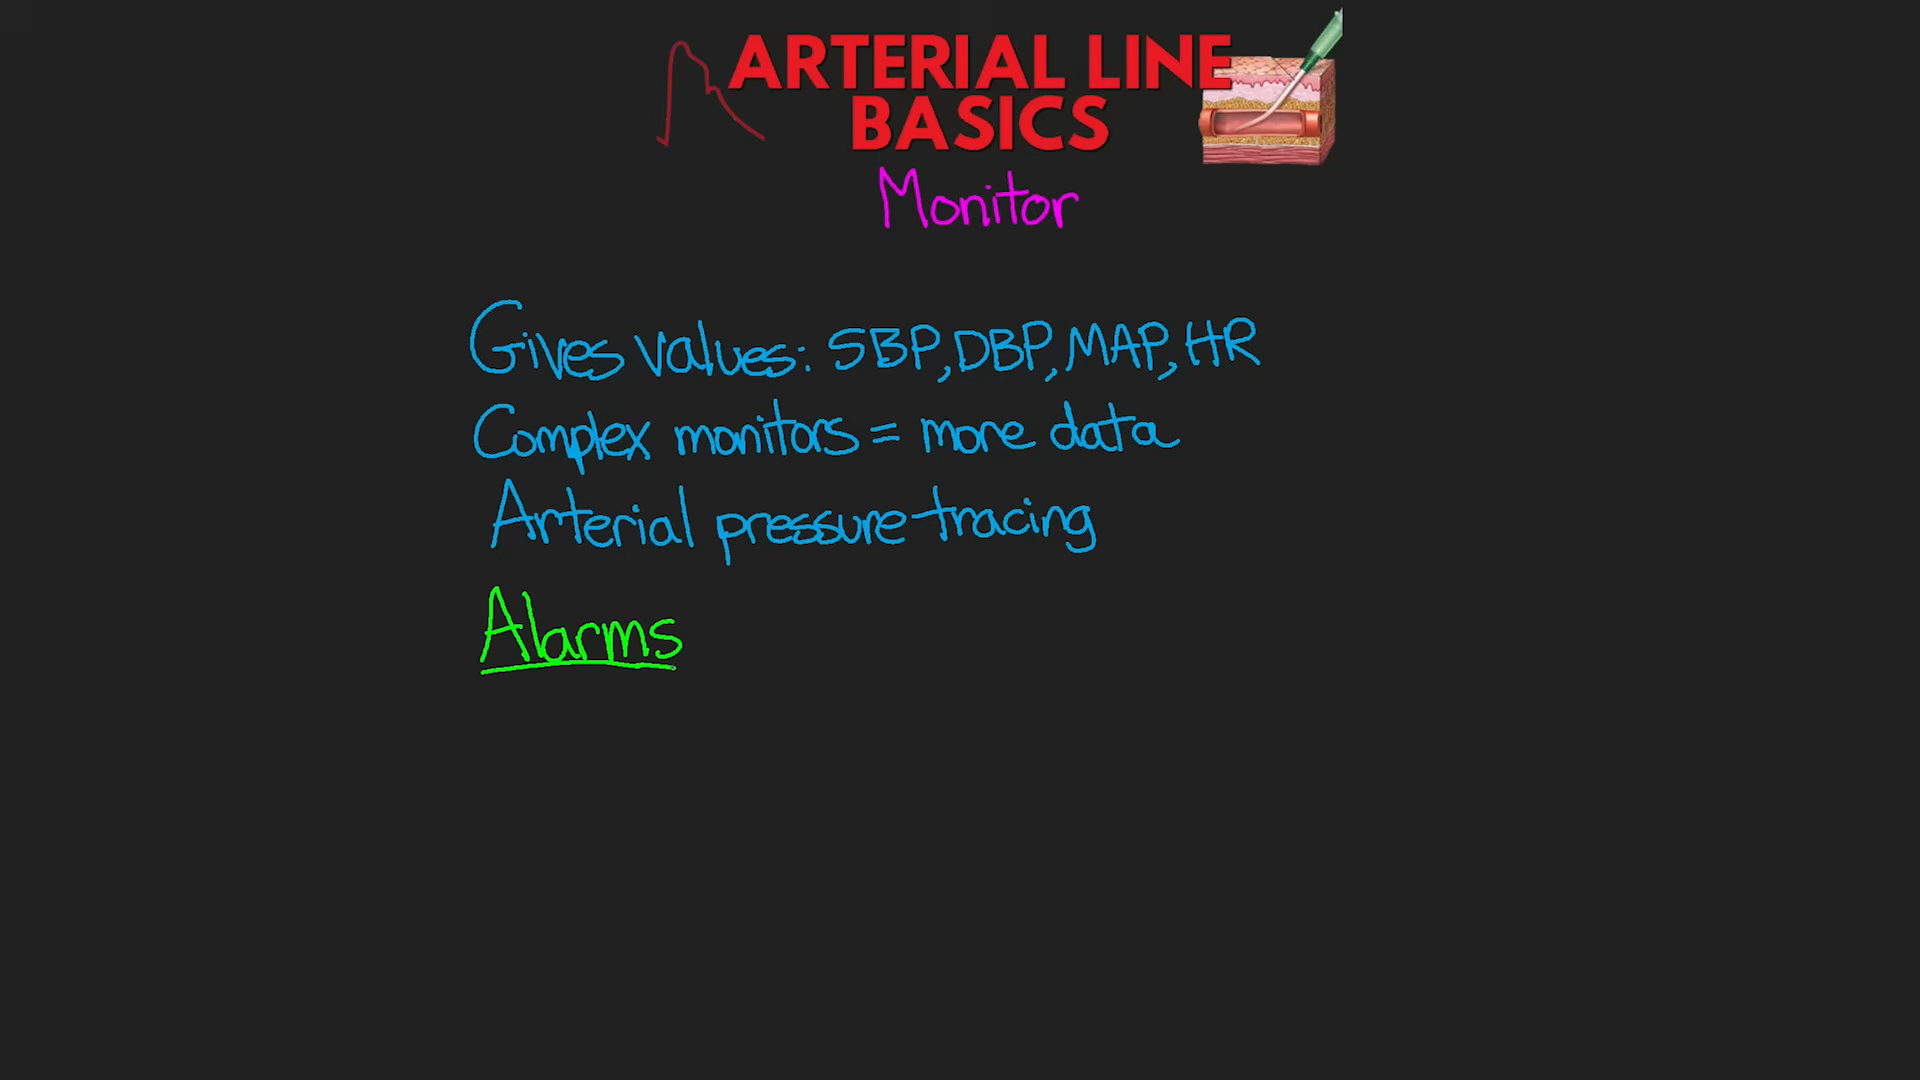 ARTERIAL LINE
BASICS
Monitor
Gives values: SBP, DBP, MAP, HR
Complex monitors = more data
Arterial pressure tracing
Alarms